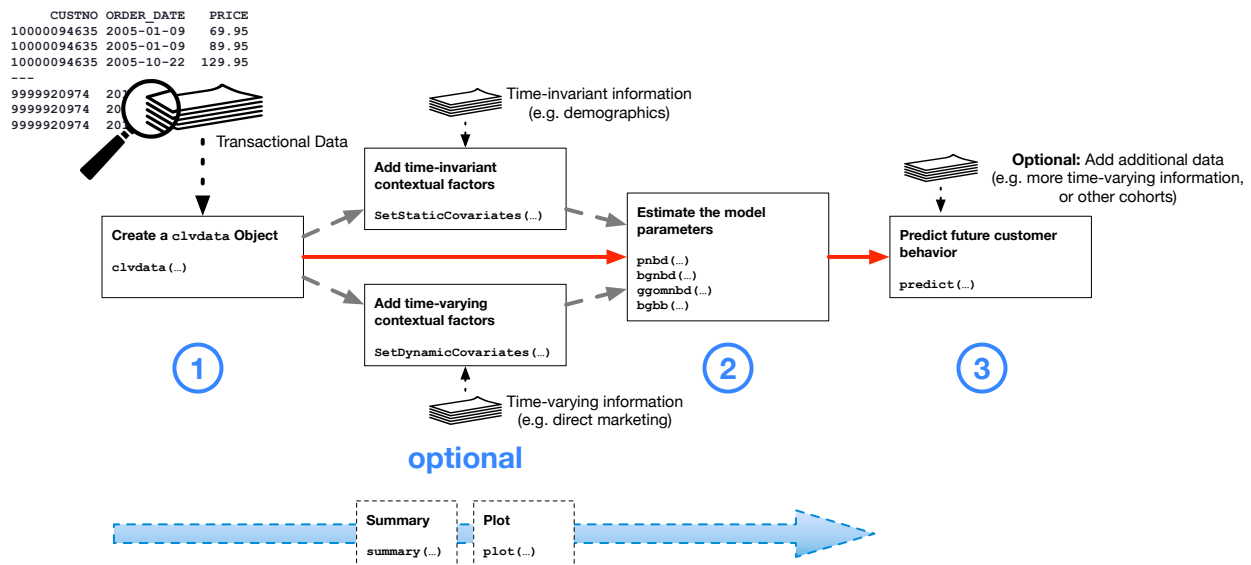 CUSTNO ORDER_DATE PRICE
10000094635 2005-01-09 69.95
10000094635 2005-01-09 89.95
10000094635 2005-10-22 129.95
---
9999920974 201
9999920974 20
9999920974 201
Transactional Data
Time-invariant information
(e.g. demographics)
Optional: Add additional data
(e.g. more time-varying information,
or other cohorts)
Add time-invariant
contextual factors
SetStaticCovariates(…)
Create a clvdata Object
clvdata(…)
Estimate the model
parameters
pnbd(…)
bgnbd(…)
ggomnbd(…)
bgbb(…)
Predict future customer
behavior
predict(…)
Add time-varying
contextual factors
SetDynamicCovariates(…)
1
2
3
Time-varying information
(e.g. direct marketing)
optional
Summary
summary(…)
Plot
plot(…)